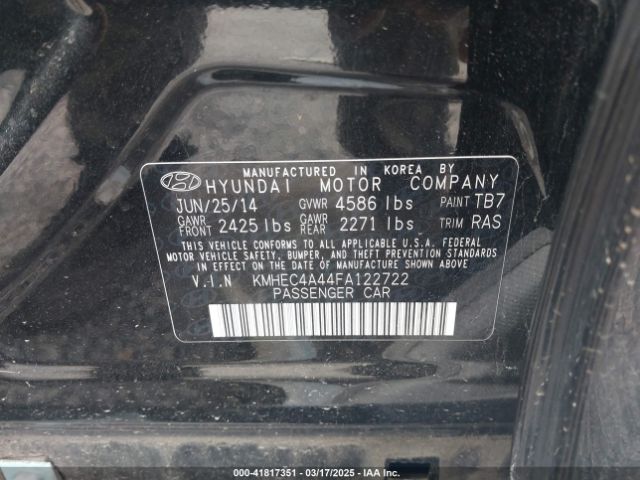 MANUFACTURED IN KOREA BY
HYUNDAI MOTOR COMPANY
JUN/25/14 GVWR 4586 lbs PAINT TB7
GAWR FRONT 2425 lbs GAWR REAR 2271 lbs TRIM RAS
THIS VEHICLE CONFORMS TO ALL APPLICABLE U.S.A. FEDERAL
MOTOR VEHICLE SAFETY, BUMPER, AND THEFT PREVENTION STANDARDS
IN EFFECT ON THE DATE OF MANUFACTURE SHOWN ABOVE.
V.I.N KMHEC4A44FA122722
PASSENGER CAR
000-41817351 — 03/17/2025 — IAA Inc.